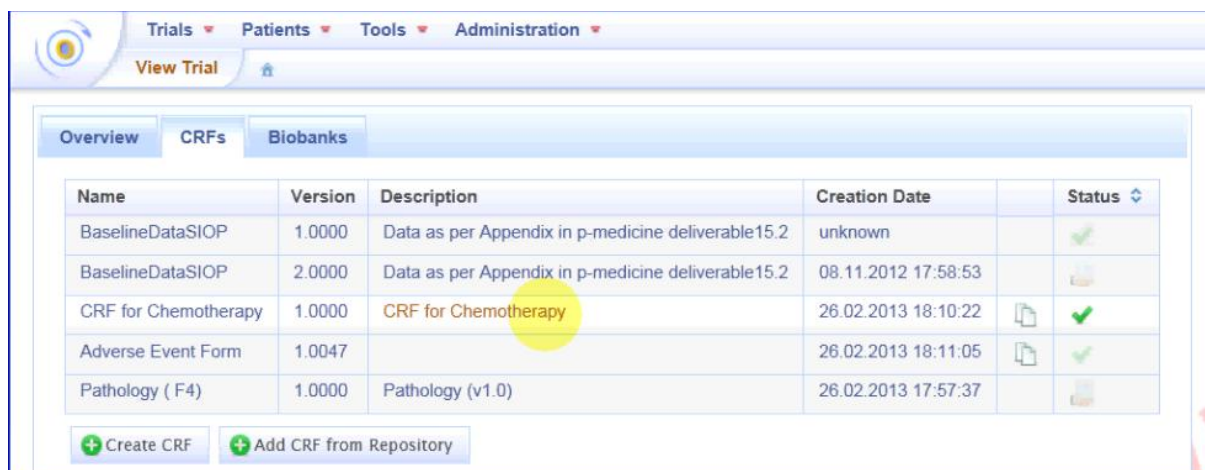 Trials Patients Tools Administration
View Trial
Overview CRFs Biobanks
Name Version Description Creation Date Status
BaselineDataSIOP 1.0000 Data as per Appendix in p-medicine deliverable15.2 unknown
BaselineDataSIOP 2.0000 Data as per Appendix in p-medicine deliverable15.2 08.11.2012 17:58:53
CRF for Chemotherapy 1.0000 CRF for Chemotherapy 26.02.2013 18:10:22
Adverse Event Form 1.0047 26.02.2013 18:11:05
Pathology ( F4) 1.0000 Pathology (v1.0) 26.02.2013 17:57:37
Create CRF Add CRF from Repository